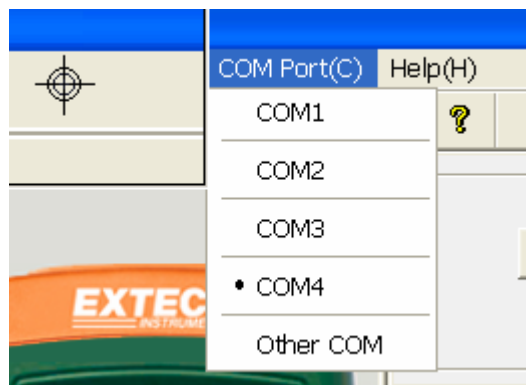 COM Port(C) Help(H)
COM1
?
COM2
COM3
• COM4
EXTEC
Other COM